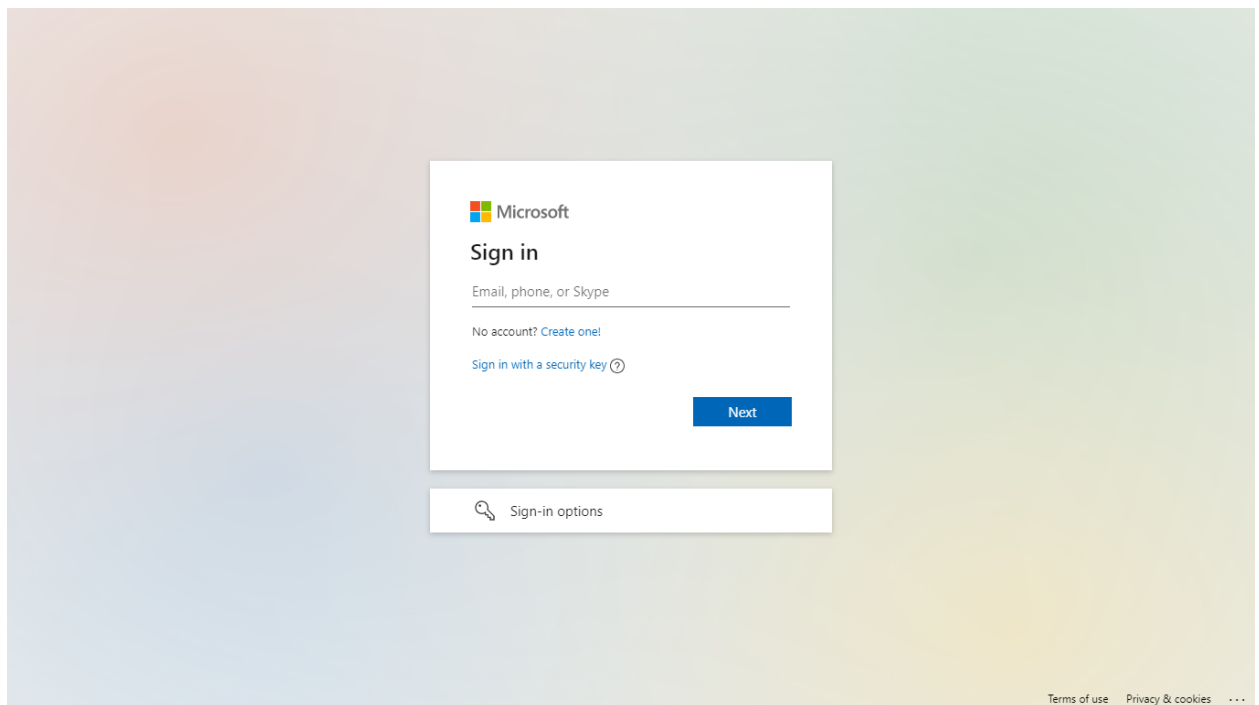 Microsoft
Sign in
Email, phone, or Skype
No account? Create one!
Sign in with a security key
Next
Sign-in options
Terms of use Privacy & cookies ...